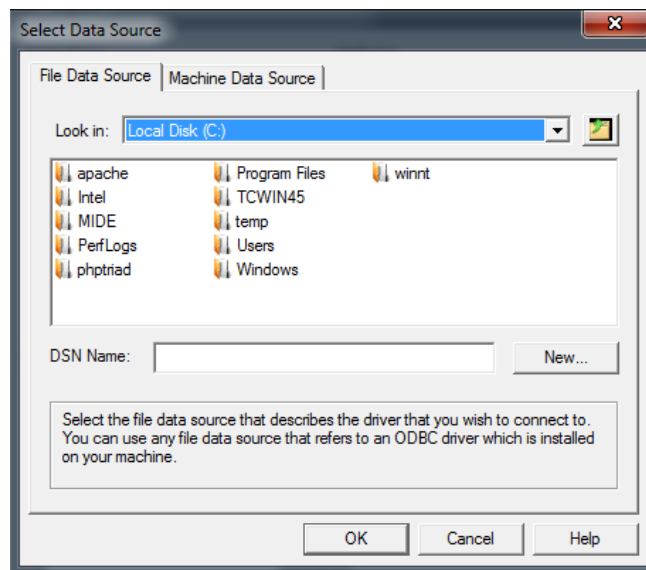 Select Data Source
File Data Source Machine Data Source
Look in: Local Disk (C:)
apache Program Files winnt
Intel TCWIN45
MIDE temp
PerfLogs Users
phptriad Windows
DSN Name: New...
Select the file data source that describes the driver that you wish to connect to.
You can use any file data source that refers to an ODBC driver which is installed
on your machine.
OK Cancel Help